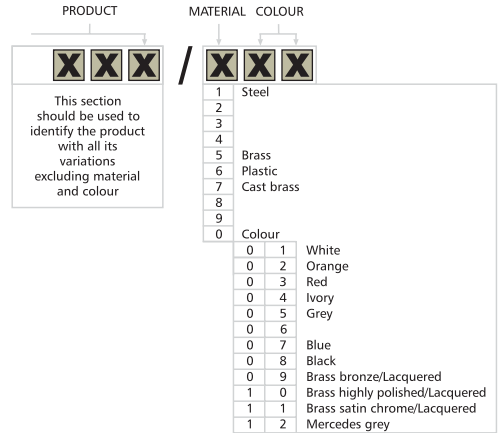 PRODUCT MATERIAL COLOUR
X X X / X X X
This section
should be used to
identify the product
with all its
variations
excluding material
and colour
1 Steel
2
3
4
5 Brass
6 Plastic
7 Cast brass
8
9
0 Colour
0 1 White
0 2 Orange
0 3 Red
0 4 Ivory
0 5 Grey
0 6
0 7 Blue
0 8 Black
0 9 Brass bronze/Lacquered
1 0 Brass highly polished/Lacquered
1 1 Brass satin chrome/Lacquered
1 2 Mercedes grey